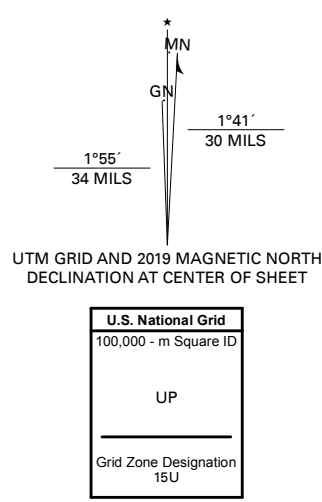 ★
MN
GN
1°41´
30 MILS
1°55´
34 MILS
UTM GRID AND 2019 MAGNETIC NORTH
DECLINATION AT CENTER OF SHEET
U.S. National Grid
100,000 - m Square ID
UP
Grid Zone Designation
15U